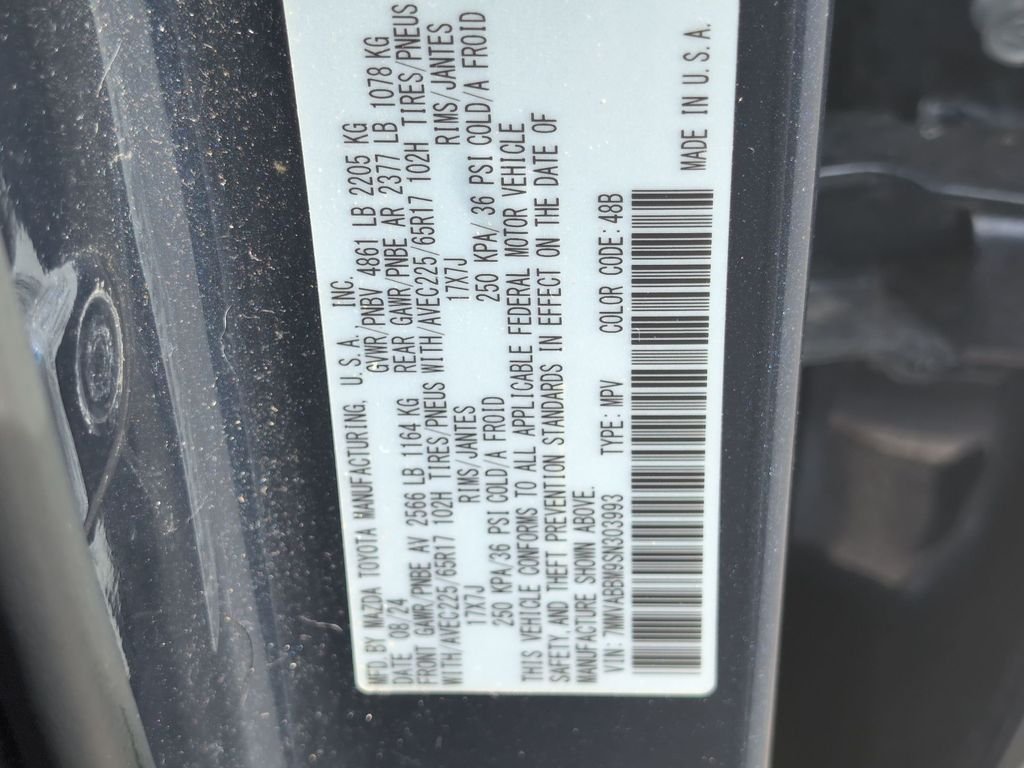 MFD. BY MAZDA TOYOTA MANUFACTURING, U. S. A., INC.
DATE 08/24 GVWR/PNBV 4861 LB 2205 KG
FRONT GAWR/PNBE AV 2566 LB 1164 KG REAR GAWR/PNBE AR 2377 LB 1078 KG
WITH/AVEC225/65R17 102H TIRES/PNEUS WITH/AVEC225/65R17 102H TIRES/PNEUS
17X7J RIMS/JANTES 17X7J RIMS/JANTES
250 KPA/36 PSI COLD/A FROID 250 KPA/36 PSI COLD/A FROID
THIS VEHICLE CONFORMS TO ALL APPLICABLE FEDERAL MOTOR VEHICLE
SAFETY, AND THEFT PREVENTION STANDARDS IN EFFECT ON THE DATE OF
MANUFACTURE SHOWN ABOVE.
VIN: 7MMVABBM9SN303993 TYPE: MPV COLOR CODE: 48B
MADE IN U. S. A.